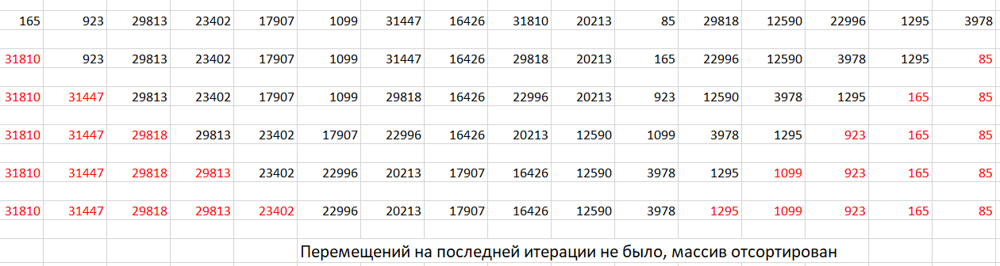 165 923 29813 23402 17907 1099 31447 16426 31810 20213 85 29818 12590 22996 1295 3978
31810 923 29813 23402 17907 1099 31447 16426 29818 20213 165 22996 12590 3978 1295 85
31810 31447 29813 23402 17907 1099 29818 16426 22996 20213 923 12590 3978 1295 165 85
31810 31447 29818 29813 23402 17907 22996 16426 20213 12590 1099 3978 1295 923 165 85
31810 31447 29818 29813 23402 22996 20213 17907 16426 12590 3978 1295 1099 923 165 85
31810 31447 29818 29813 23402 22996 20213 17907 16426 12590 3978 1295 1099 923 165 85
Перемещений на последней итерации не было, массив отсортирован